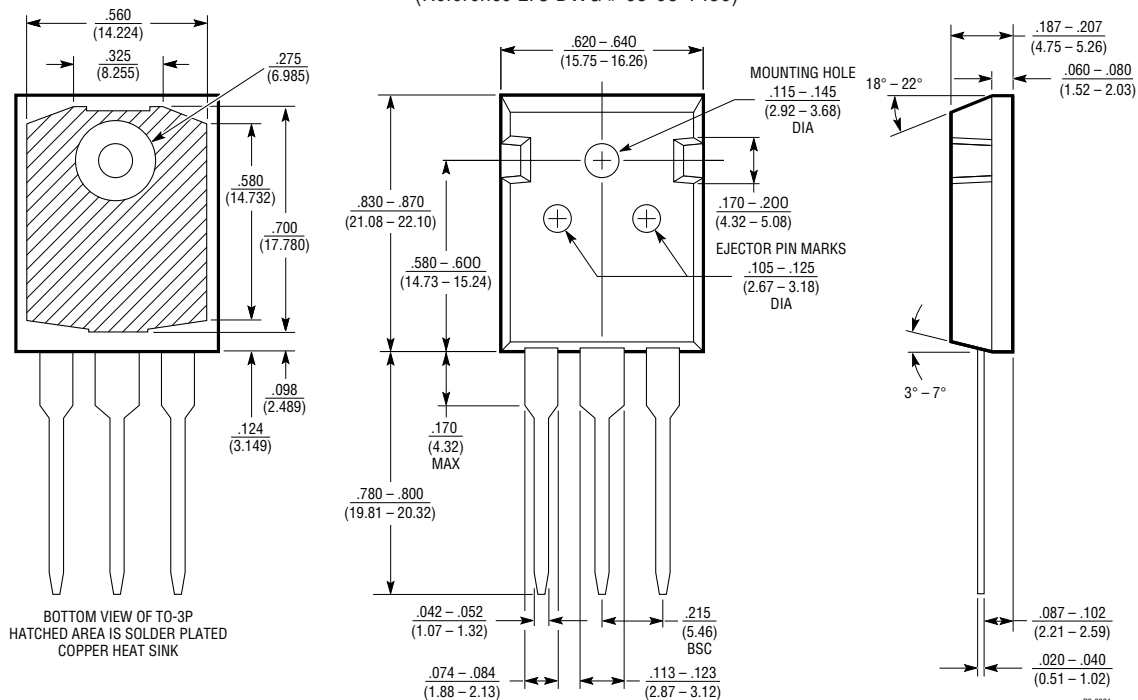 .560
(14.224)
.325
(8.255)
.275
(6.985)
.580
(14.732)
.700
(17.780)
.098
(2.489)
.124
(3.149)
BOTTOM VIEW OF TO-3P
HATCHED AREA IS SOLDER PLATED
COPPER HEAT SINK
.620 – .640
(15.75 – 16.26)
MOUNTING HOLE
.115 – .145
(2.92 – 3.68)
DIA
.830 – .870
(21.08 – 22.10)
.580 – .600
(14.73 – 15.24)
.170 – .200
(4.32 – 5.08)
EJECTOR PIN MARKS
.105 – .125
(2.67 – 3.18)
DIA
.170
(4.32)
MAX
.780 – .800
(19.81 – 20.32)
.042 – .052
(1.07 – 1.32)
.215
(5.46)
BSC
.074 – .084
(1.88 – 2.13)
.113 – .123
(2.87 – 3.12)
.187 – .207
(4.75 – 5.26)
.060 – .080
(1.52 – 2.03)
18° – 22°
3° – 7°
.087 – .102
(2.21 – 2.59)
.020 – .040
(0.51 – 1.02)